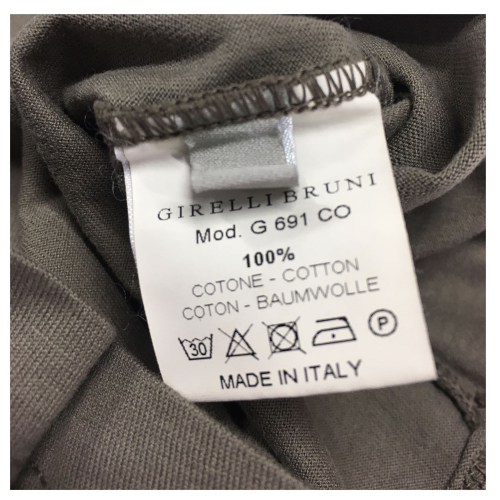 GIRELLI BRUNI
Mod. G 691 CO
100%
COTONE - COTTON
COTON - BAUMWOLLE
30 P
MADE IN ITALY